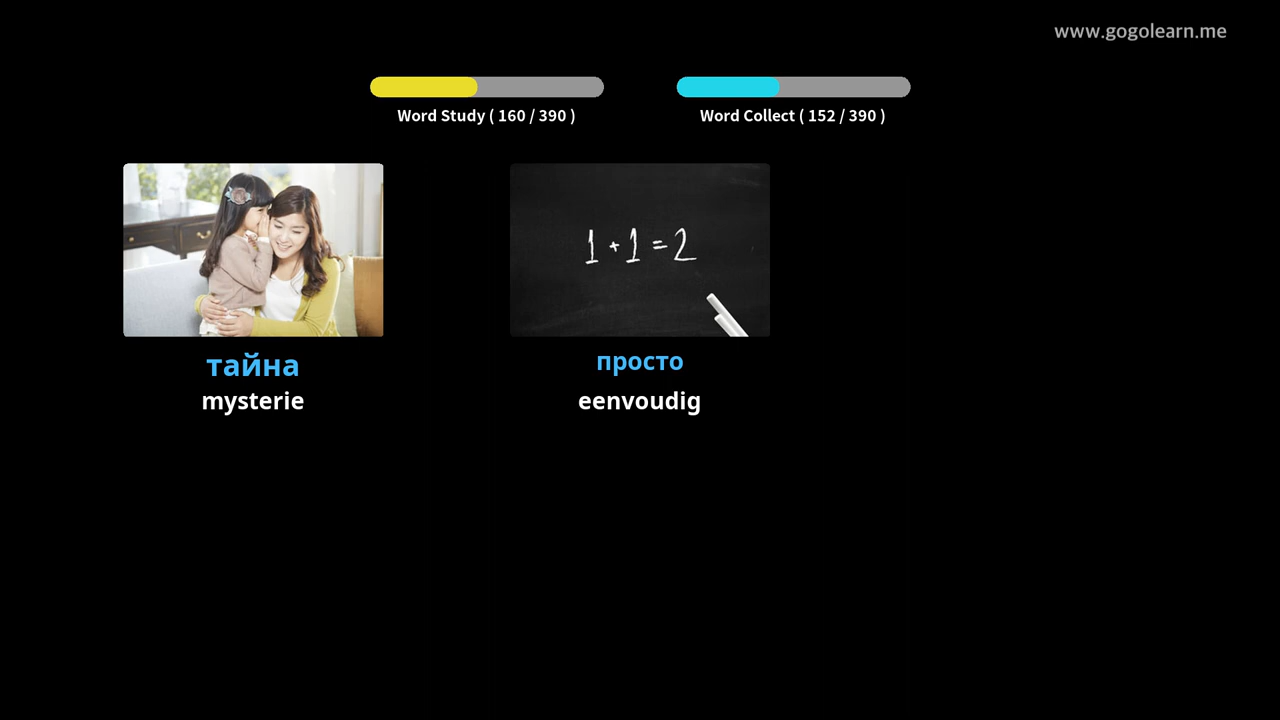 www.gogolearn.me
Word Study ( 160 / 390 )
Word Collect ( 152 / 390 )
1 + 1 = 2
тайна
mysterie
просто
eenvoudig